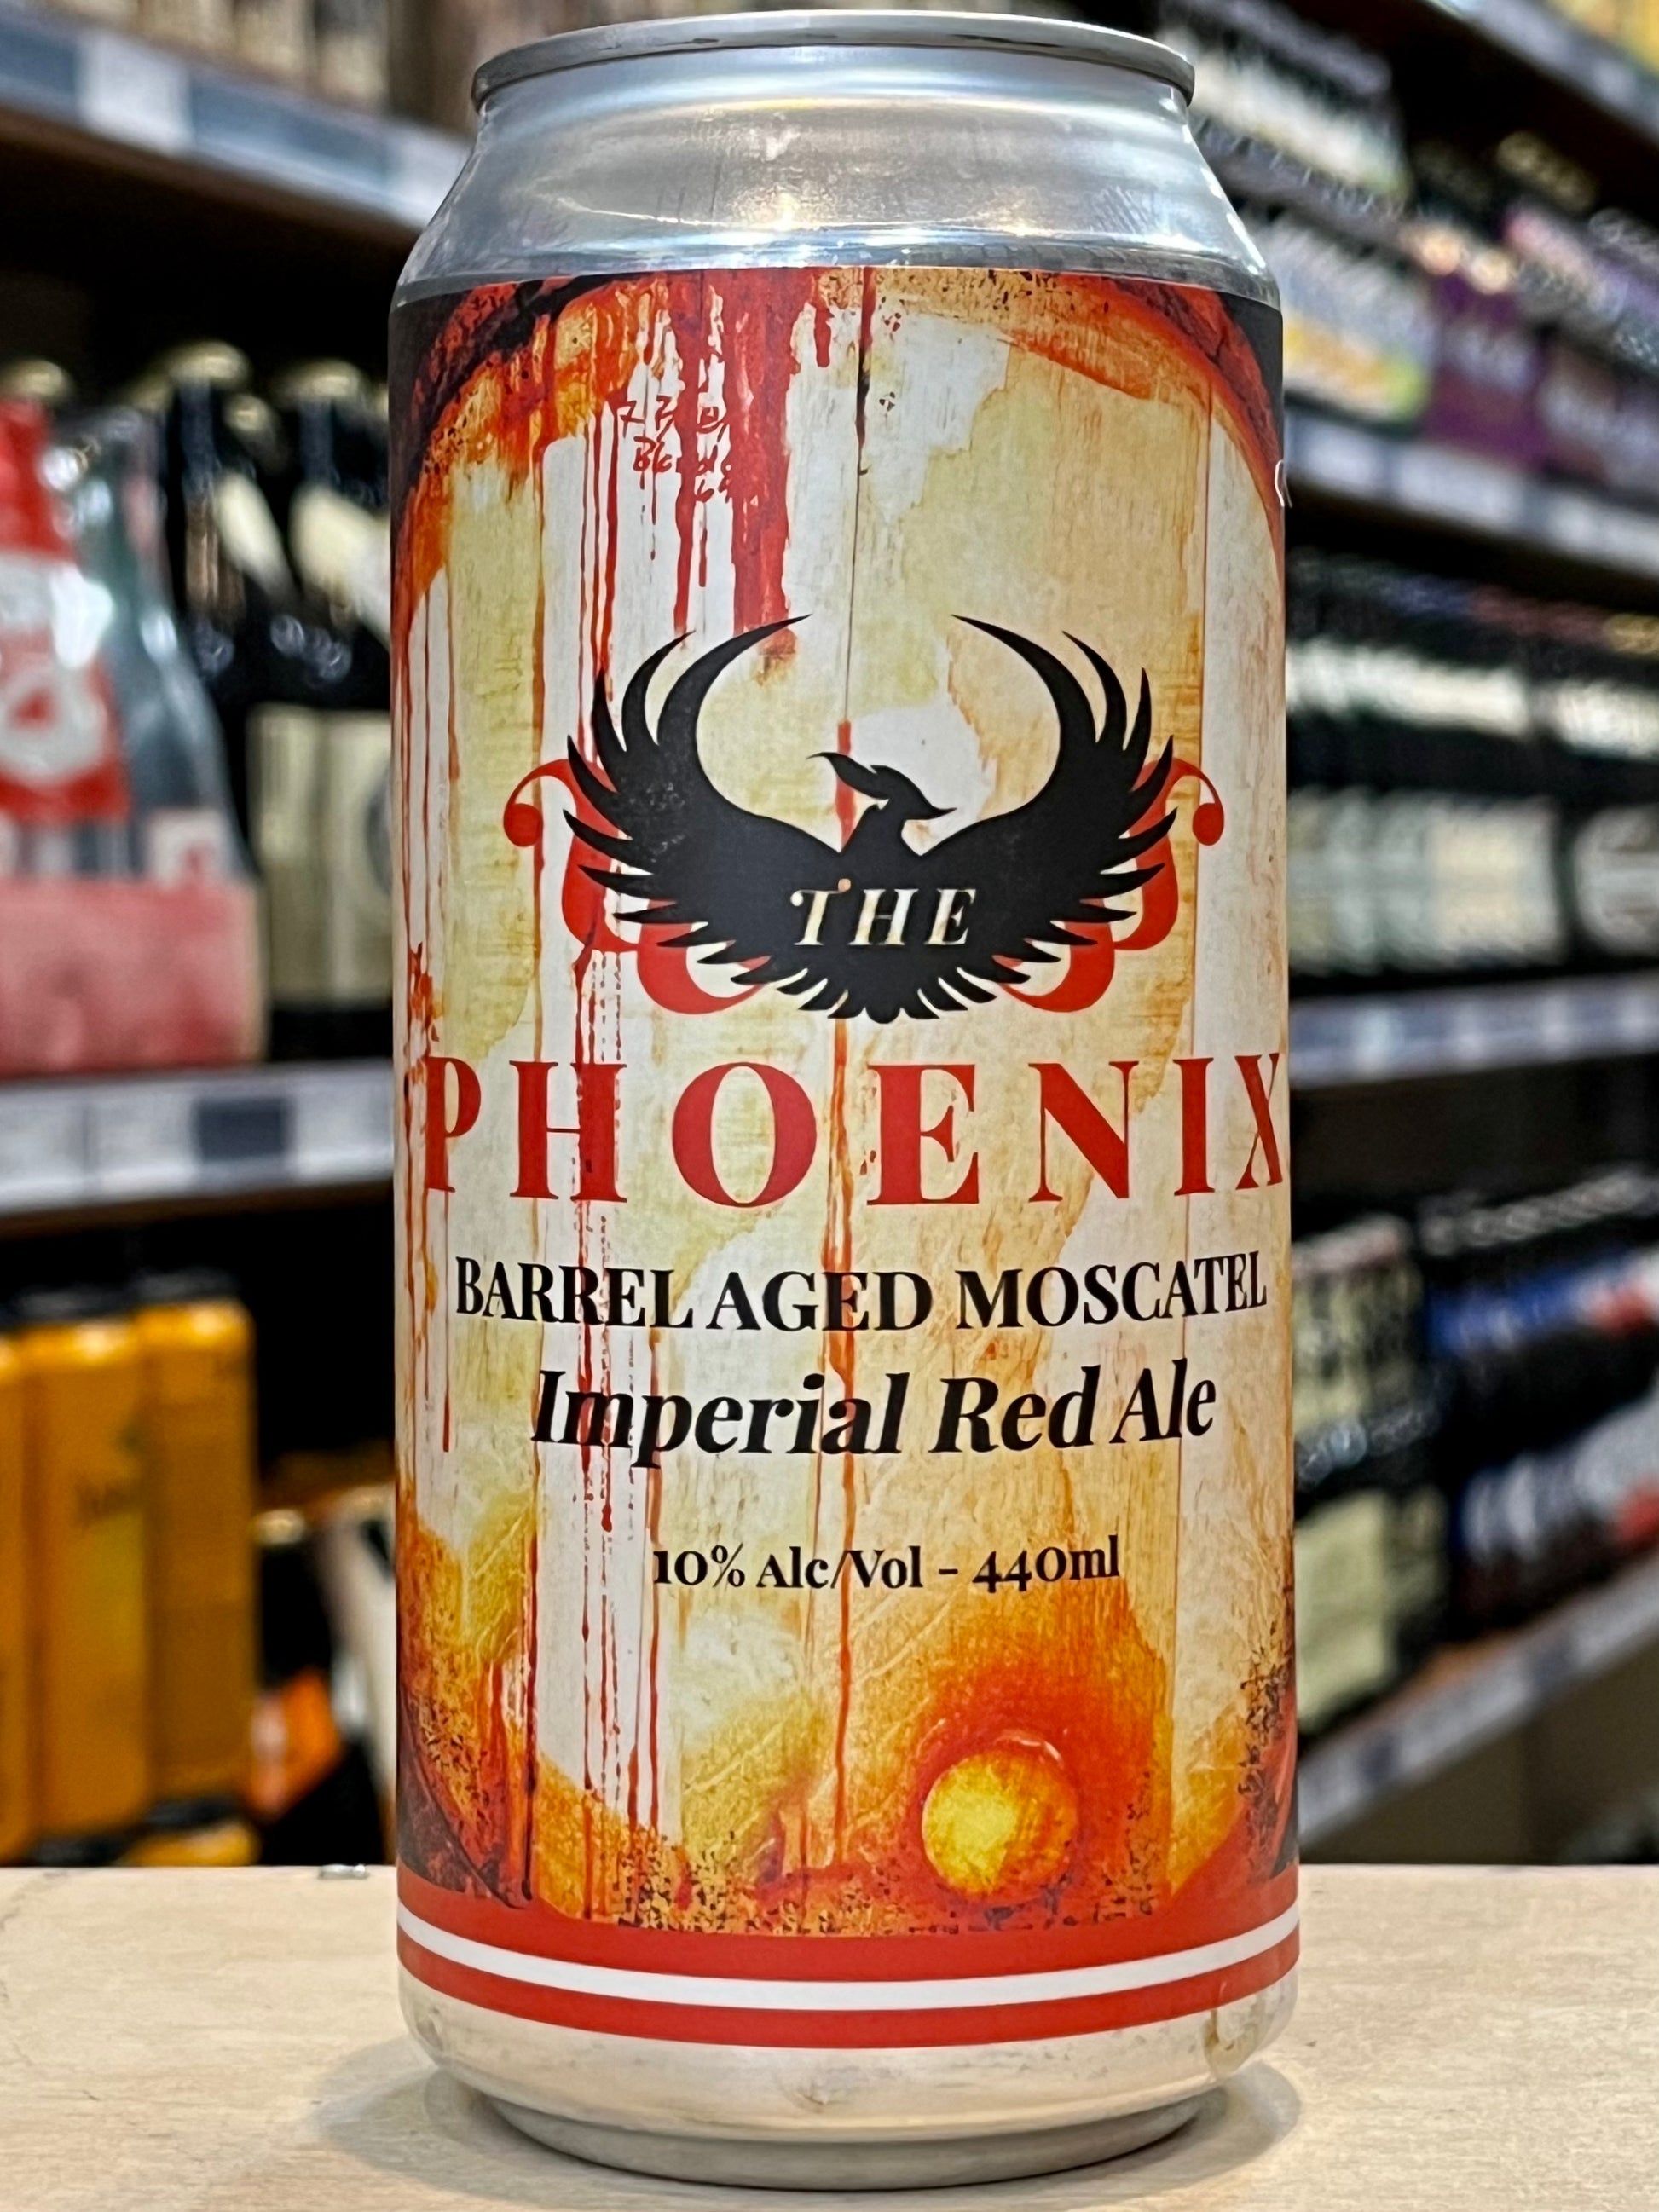 THE
PHOENIX
BARREL AGED MOSCATEL
Imperial Red Ale
10% Alc/Vol - 440ml